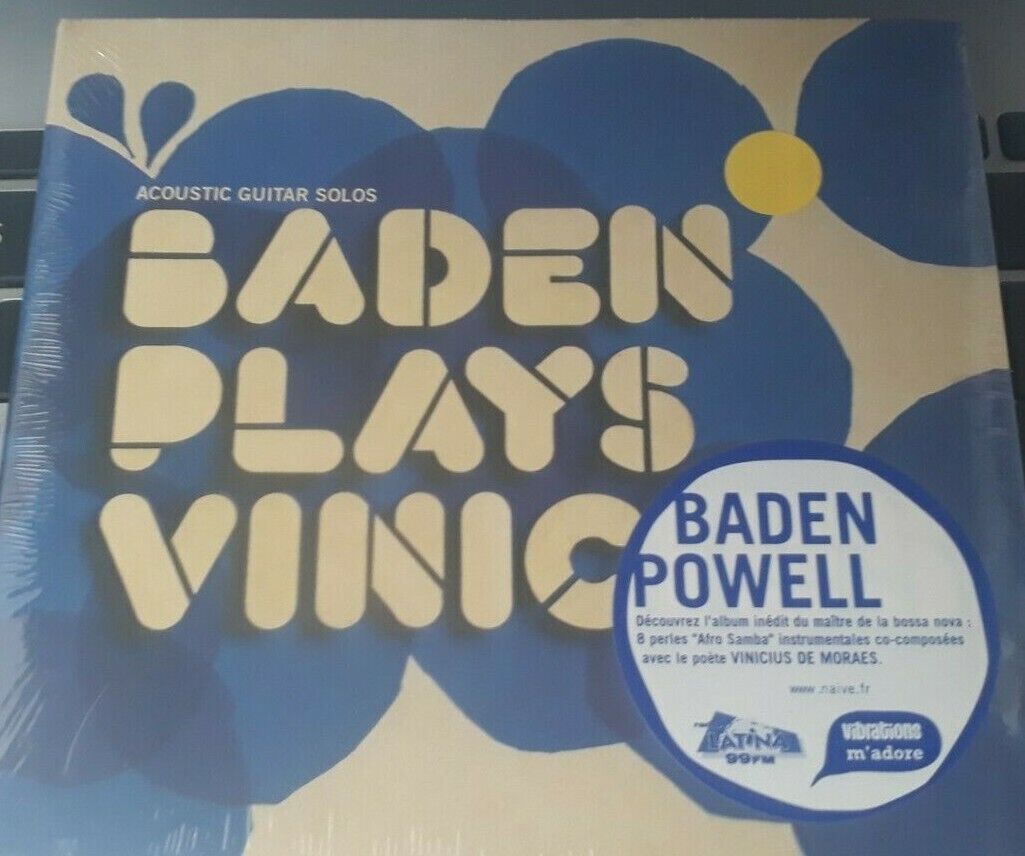 ACOUSTIC GUITAR SOLOS
BADEN
PLAYS
VINIC
BADEN
POWELL
Découvrez l'album inédit du maître de la bossa nova :
8 perles "Afro Samba" instrumentales co-composées
avec le poète VINICIUS DE MORAES.
www.naive.fr
LATINA
99FM
vibrations
m'adore